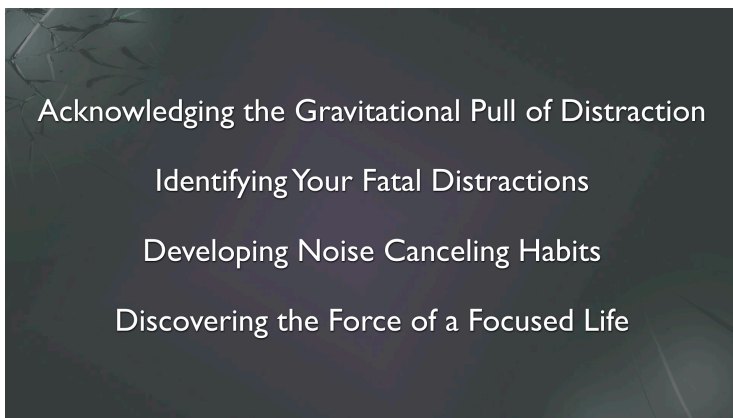 Acknowledging the Gravitational Pull of Distraction
Identifying Your Fatal Distractions
Developing Noise Canceling Habits
Discovering the Force of a Focused Life